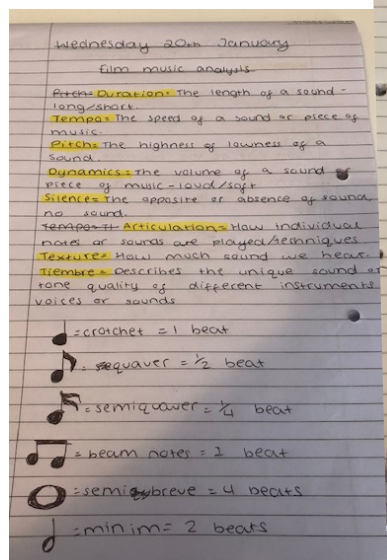 Wednesday 20th January
film music analysis
Pitch= Duration= The length of a sound -
long/short.
Tempo= The speed of a sound or piece of
music.
Pitch= The highness of lowness of a
sound.
Dynamics= The volume of a sound or
piece of music - loud/soft
Silence= The opposite or absence of sound,
no sound.
Tempo= Articulation= How individual
notes or sounds are played/techniques
Texture= How much sound we hear.
Tiembre= Describes the unique sound or
tone quality of different instruments
voices or sounds
= crotchet = 1 beat
= quaver = 1/2 beat
= semiquaver = 1/4 beat
= beam notes = 1 beat
= semibreve = 4 beats
= minim = 2 beats